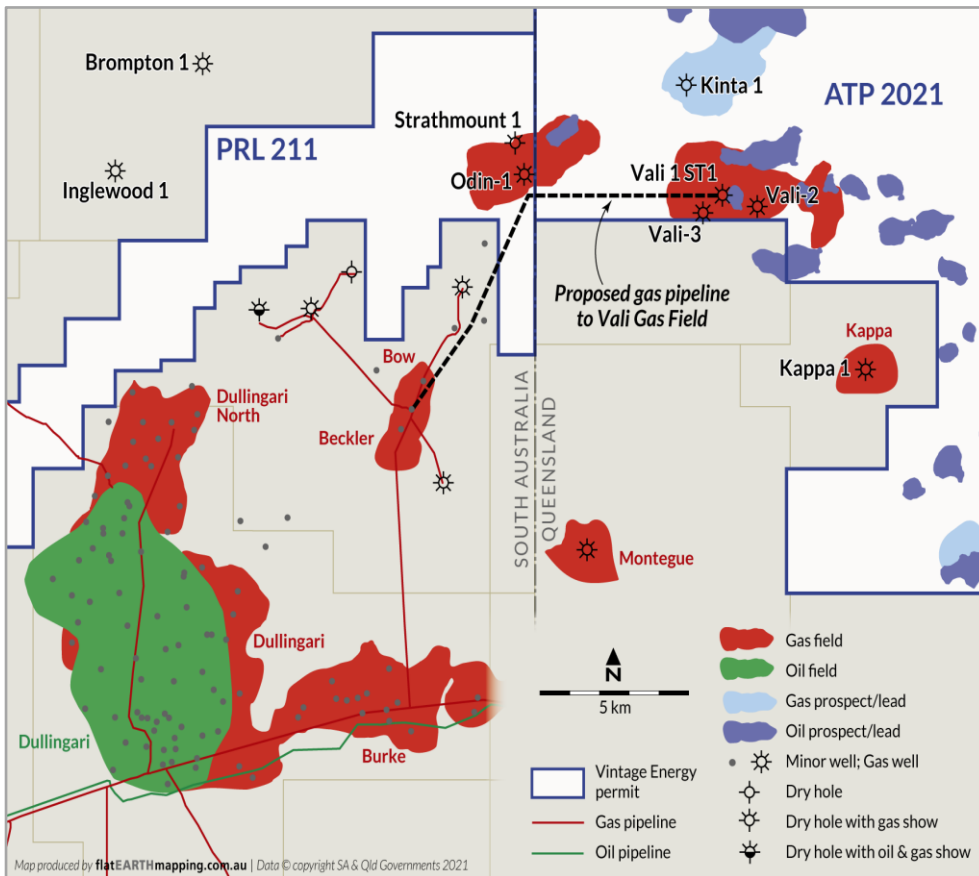 Brompton 1
Kinta 1
ATP 2021
Strathmount 1
PRL 211
Inglewood 1
Odin-1
Vali 1 ST1
Vali-2
Vali-3
Proposed gas pipeline
to Vali Gas Field
Bow
Kappa
Kappa 1
Dullingari
North
Beckler
SOUTH AUSTRALIA
QUEENSLAND
Montegue
Dullingari
Dullingari
Burke
N
5 km
Gas field
Oil field
Gas prospect/lead
Oil prospect/lead
Minor well; Gas well
Dry hole
Dry hole with gas show
Dry hole with oil & gas show
Vintage Energy
permit
Gas pipeline
Oil pipeline
Map produced by flatEARTHmapping.com.au | Data © copyright SA & Qld Governments 2021